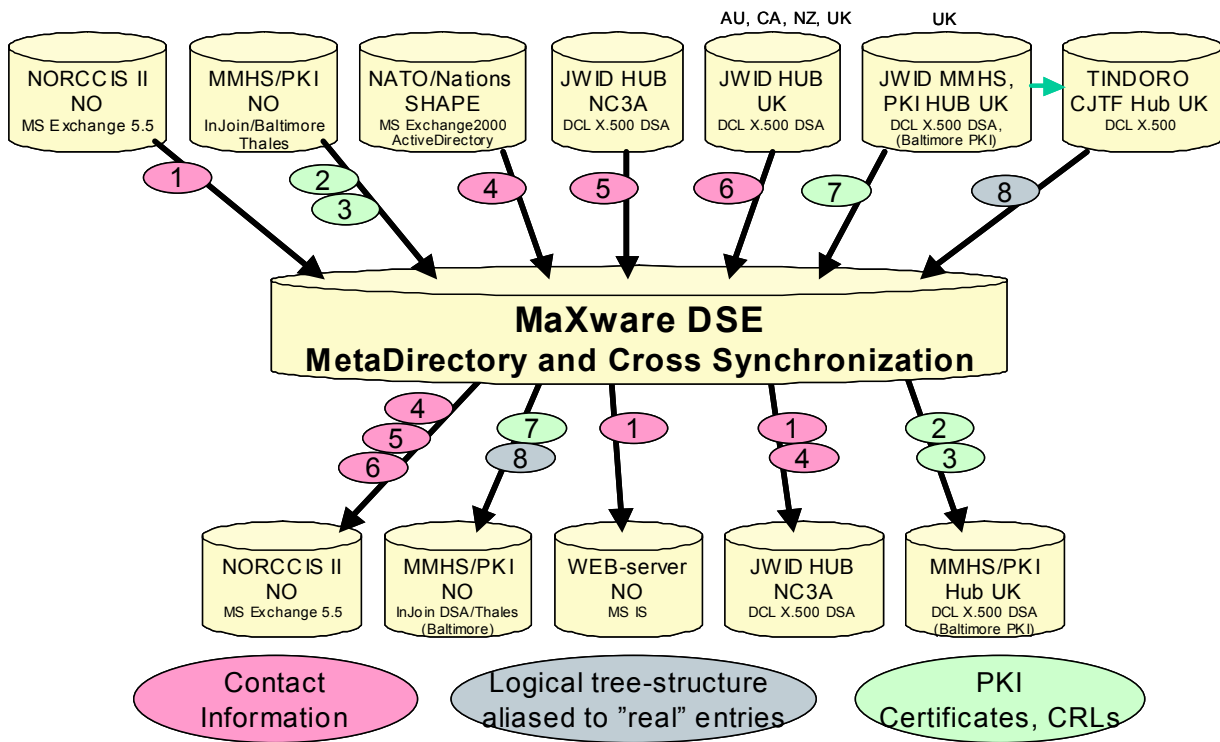 AU, CA, NZ, UK
UK
NORCCIS II
NO
MS Exchange 5.5
MMHS/PKI
NO
InJoin/Baltimore
Thales
NATO/Nations
SHAPE
MS Exchange2000
ActiveDirectory
JWID HUB
NC3A
DCL X.500 DSA
JWID HUB
UK
DCL X.500 DSA
JWID MMHS,
PKI HUB UK
DCL X.500 DSA,
(Baltimore PKI)
TINDORO
CJTF Hub UK
DCL X.500
1
2
3
4
5
6
7
8
MaXware DSE
MetaDirectory and Cross Synchronization
4
5
6
7
8
1
1
4
2
3
NORCCIS II
NO
MS Exchange 5.5
MMHS/PKI
NO
InJoin DSA/Thales
(Baltimore)
WEB-server
NO
MS IS
JWID HUB
NC3A
DCL X.500 DSA
MMHS/PKI
Hub UK
DCL X.500 DSA
(Baltimore PKI)
Contact
Information
Logical tree-structure
aliased to ”real” entries
PKI
Certificates, CRLs